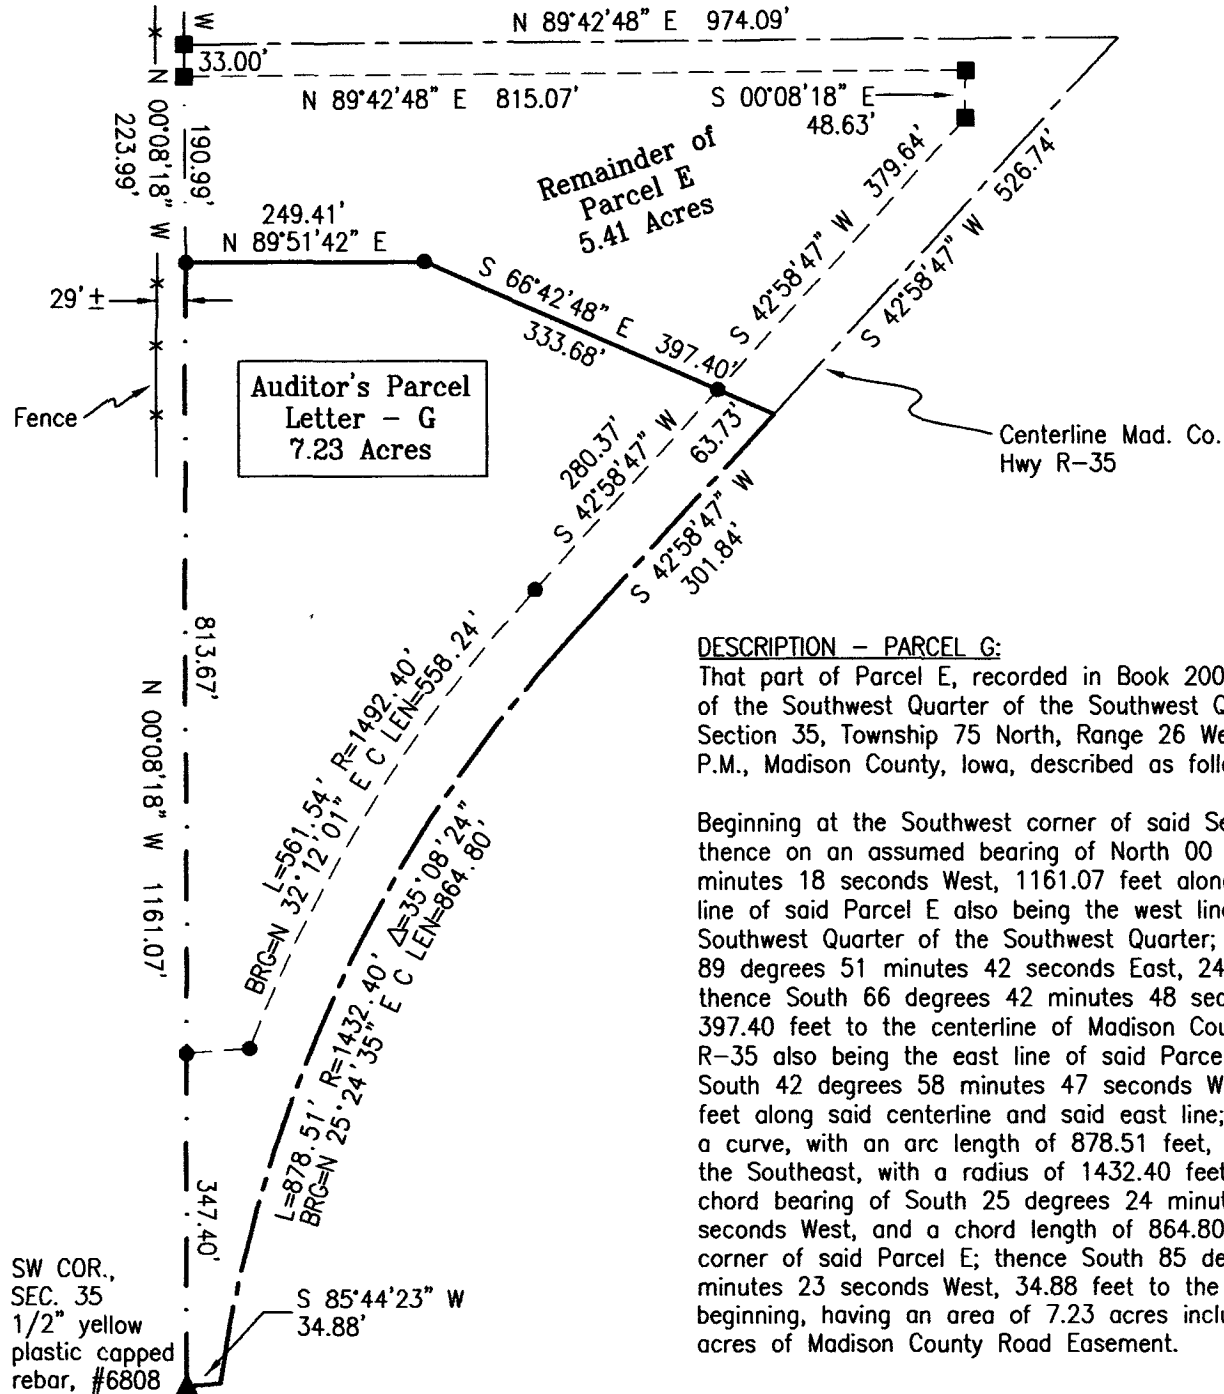 N 89°42'48" E 974.09'
W
33.00'
N 89°42'48" E 815.07'
S 00°08'18" E
48.63'
N 00°08'18" W
223.99'
190.99'
Remainder of
Parcel E
5.41 Acres
S 42°58'47" W 379.64'
S 42°58'47" W 526.74'
249.41'
N 89°51'42" E
S 66°42'48" E 397.40'
333.68'
63.73'
29'±
Fence
Auditor's Parcel
Letter – G
7.23 Acres
Centerline Mad. Co.
Hwy R-35
280.37'
S 42°58'47" W
S 42°58'47" W
301.84'
813.67'
N 00°08'18" W 1161.07'
L=561.54' R=1492.40'
BRG=N 32°12'01" E C LEN=558.24'
L=878.51' R=1432.40' Δ=35°08'24"
BRG=N 25°24'35" E C LEN=864.80'
347.40'
SW COR.,
SEC. 35
1/2" yellow
plastic capped
rebar, #6808
S 85°44'23" W
34.88'
DESCRIPTION – PARCEL G:
That part of Parcel E, recorded in Book 200
of the Southwest Quarter of the Southwest
Section 35, Township 75 North, Range 26
P.M., Madison County, Iowa, described as
Beginning at the Southwest corner of said
thence on an assumed bearing of North 00
minutes 18 seconds West, 1161.07 feet
line of said Parcel E also being the west
Southwest Quarter of the Southwest Quarter;
89 degrees 51 minutes 42 seconds East,
thence South 66 degrees 42 minutes 48
397.40 feet to the centerline of Madison
R-35 also being the east line of said
South 42 degrees 58 minutes 47 seconds
feet along said centerline and said east line;
a curve, with an arc length of 878.51 feet,
the Southeast, with a radius of 1432.40
chord bearing of South 25 degrees 24
seconds West, and a chord length of 864.80
corner of said Parcel E; thence South 85
minutes 23 seconds West, 34.88 feet to the
beginning, having an area of 7.23 acres
acres of Madison County Road Easement.